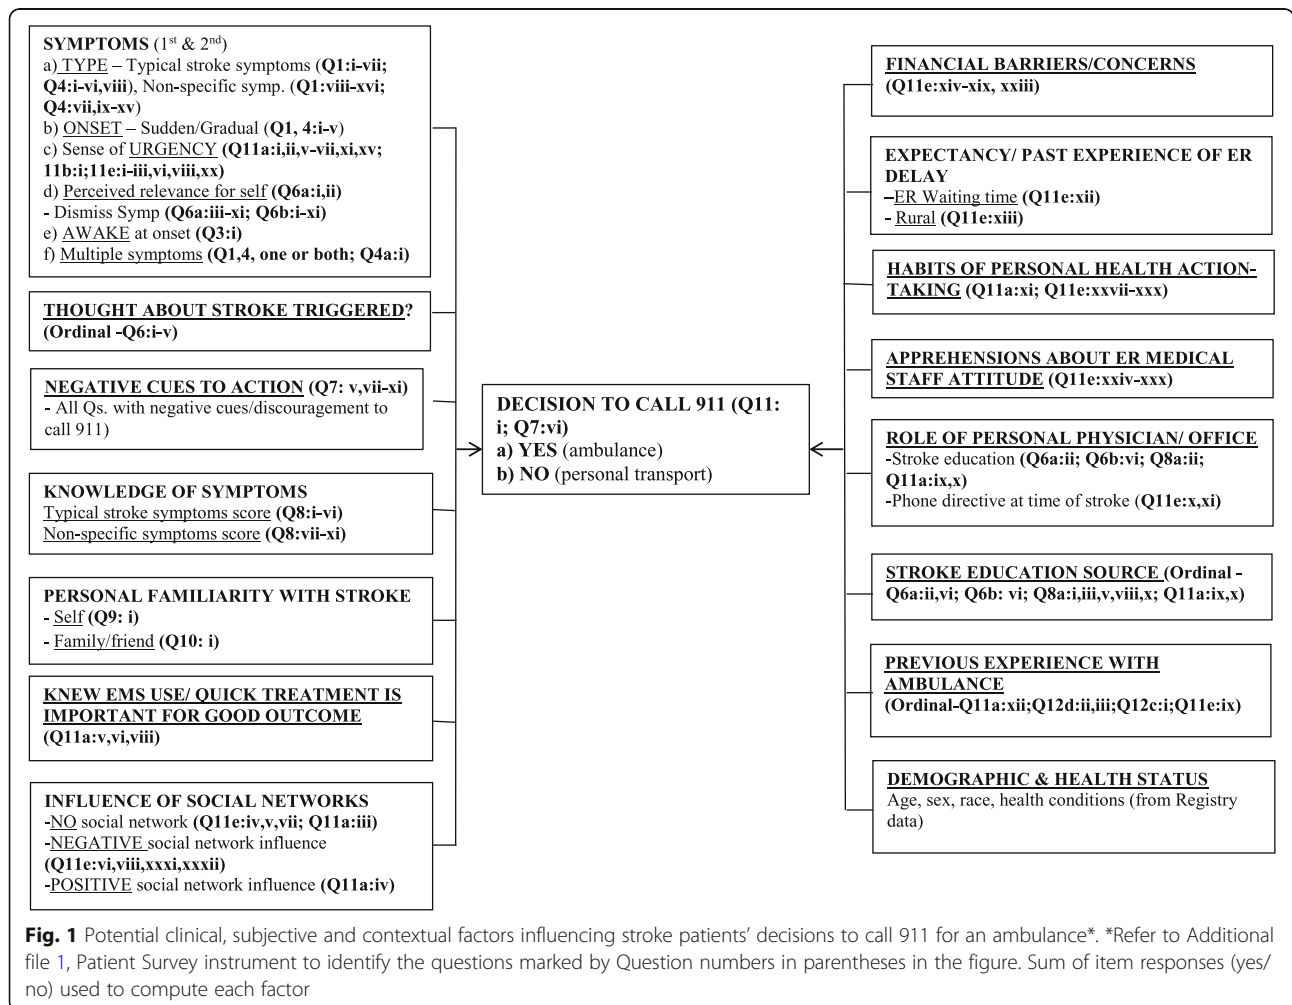 SYMPTOMS (1st & 2nd)
a) TYPE – Typical stroke symptoms (Q1:i-vii;
Q4:i-vi,viii), Non-specific symp. (Q1:viii-xvi;
Q4:vii,ix-xv)
b) ONSET – Sudden/Gradual (Q1, 4:i-v)
c) Sense of URGENCY (Q11a:i,ii,v-vii,xi,xv;
11b:i;11e:i-iii,vi,viii,xx)
d) Perceived relevance for self (Q6a:i,ii)
- Dismiss Symp (Q6a:iii-xi; Q6b:i-xi)
e) AWAKE at onset (Q3:i)
f) Multiple symptoms (Q1,4, one or both; Q4a:i)
THOUGHT ABOUT STROKE TRIGGERED?
(Ordinal -Q6:i-v)
NEGATIVE CUES TO ACTION (Q7: v,vii-xi)
- All Qs. with negative cues/discouragement to
call 911)
KNOWLEDGE OF SYMPTOMS
Typical stroke symptoms score (Q8:i-vi)
Non-specific symptoms score (Q8:vii-xi)
PERSONAL FAMILIARITY WITH STROKE
- Self (Q9: i)
- Family/friend (Q10: i)
KNEW EMS USE/ QUICK TREATMENT IS
IMPORTANT FOR GOOD OUTCOME
(Q11a:v,vi,viii)
INFLUENCE OF SOCIAL NETWORKS
-NO social network (Q11e:iv,v,vii; Q11a:iii)
-NEGATIVE social network influence
(Q11e:vi,viii,xxxi,xxxii)
-POSITIVE social network influence (Q11a:iv)
DECISION TO CALL 911 (Q11:
i; Q7:vi)
a) YES (ambulance)
b) NO (personal transport)
FINANCIAL BARRIERS/CONCERNS
(Q11e:xiv-xix, xxiii)
EXPECTANCY/ PAST EXPERIENCE OF ER
DELAY
–ER Waiting time (Q11e:xii)
- Rural (Q11e:xiii)
HABITS OF PERSONAL HEALTH ACTION-
TAKING (Q11a:xi; Q11e:xxvii-xxx)
APPREHENSIONS ABOUT ER MEDICAL
STAFF ATTITUDE (Q11e:xxiv-xxx)
ROLE OF PERSONAL PHYSICIAN/ OFFICE
-Stroke education (Q6a:ii; Q6b:vi; Q8a:ii;
Q11a:ix,x)
-Phone directive at time of stroke (Q11e:x,xi)
STROKE EDUCATION SOURCE (Ordinal -
Q6a:ii,vi; Q6b: vi; Q8a:i,iii,v,viii,x; Q11a:ix,x)
PREVIOUS EXPERIENCE WITH
AMBULANCE
(Ordinal-Q11a:xii;Q12d:ii,iii;Q12c:i;Q11e:ix)
DEMOGRAPHIC & HEALTH STATUS
Age, sex, race, health conditions (from Registry
data)
Fig. 1 Potential clinical, subjective and contextual factors influencing stroke patients’ decisions to call 911 for an ambulance*. *Refer to Additional
file 1, Patient Survey instrument to identify the questions marked by Question numbers in parentheses in the figure. Sum of item responses (yes/
no) used to compute each factor